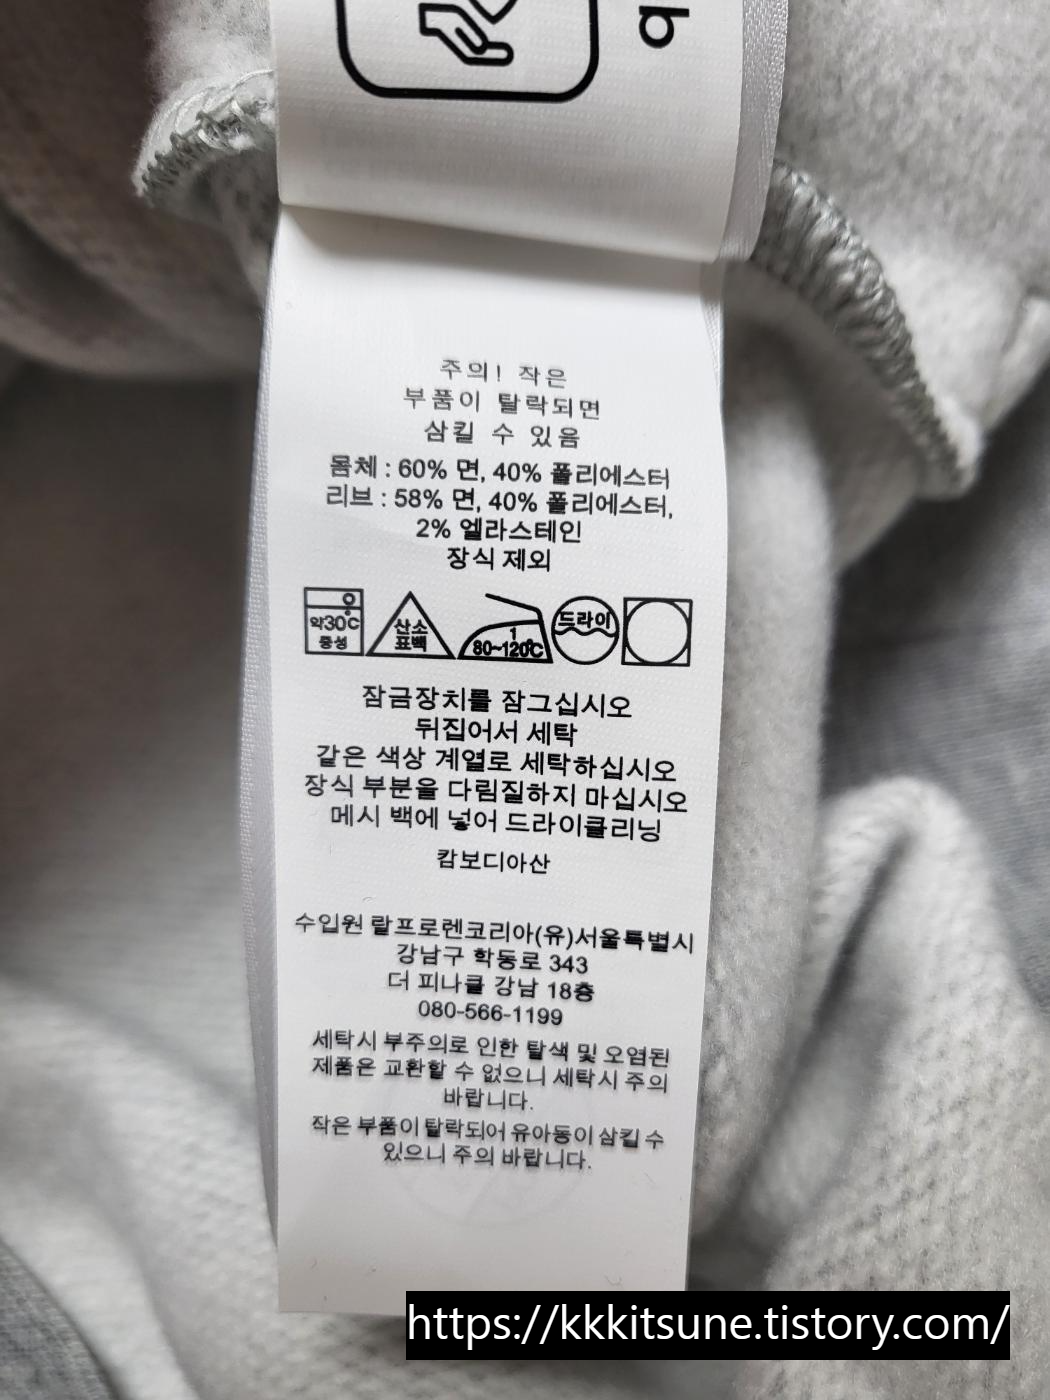 q
주의! 작은
부품이 탈락되면
삼킬 수 있음
몸체 : 60% 면, 40% 폴리에스터
리브 : 58% 면, 40% 폴리에스터,
2% 엘라스테인
장식 제외
약30℃
중성
산소
표백
1
80~120℃
드라이
잠금장치를 잠그십시오
뒤집어서 세탁
같은 색상 계열로 세탁하십시오
장식 부분을 다림질하지 마십시오
메시 백에 넣어 드라이클리닝
캄보디아산
수입원 랄프로렌코리아(유)서울특별시
강남구 학동로 343
더 피나클 강남 18층
080-566-1199
세탁시 부주의로 인한 탈색 및 오염된
제품은 교환할 수 없으니 세탁시 주의
바랍니다.
작은 부품이 탈락되어 유아동이 삼킬 수
있으니 주의 바랍니다.
https://kkkitsune.tistory.com/